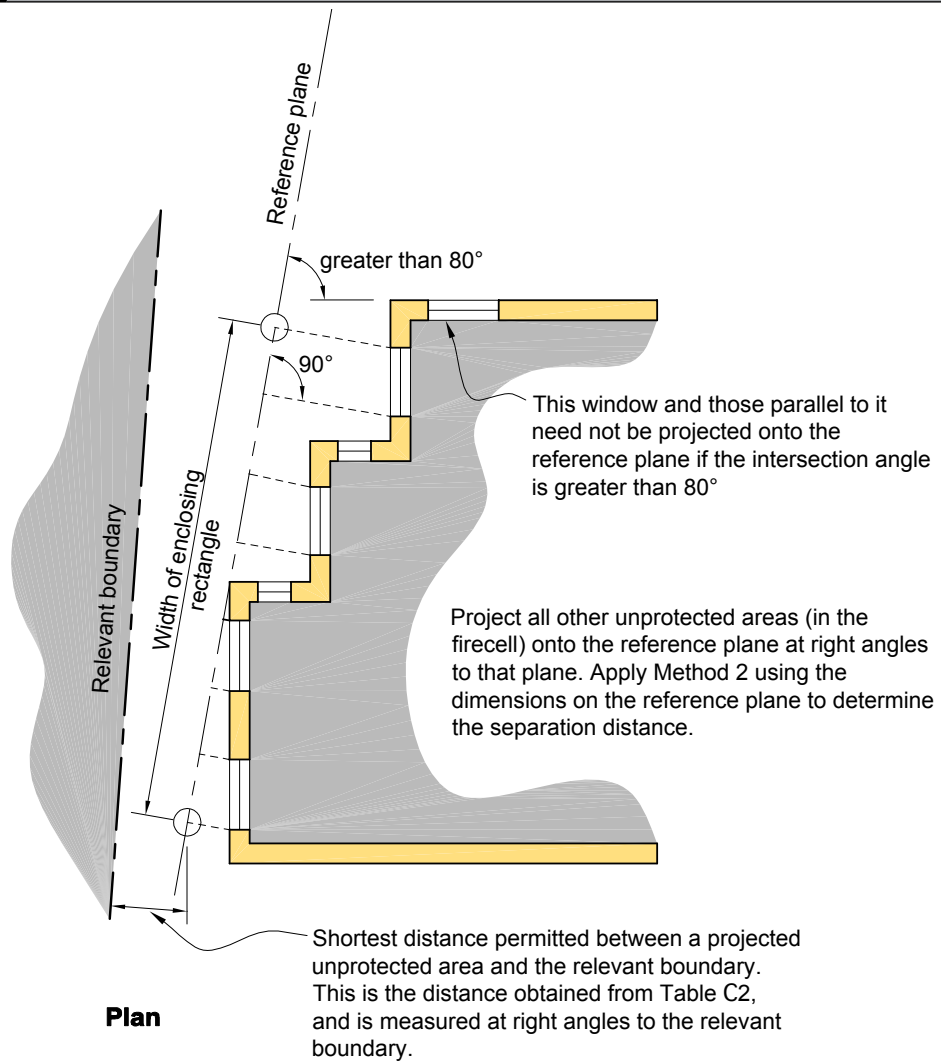 Reference plane
greater than 80°
90°
This window and those parallel to it
need not be projected onto the
reference plane if the intersection angle
is greater than 80°
Relevant boundary
Width of enclosing
rectangle
Project all other unprotected areas (in the
firecell) onto the reference plane at right angles
to that plane. Apply Method 2 using the
dimensions on the reference plane to determine
the separation distance.
Shortest distance permitted between a projected
unprotected area and the relevant boundary.
This is the distance obtained from Table C2,
and is measured at right angles to the relevant
boundary.
Plan